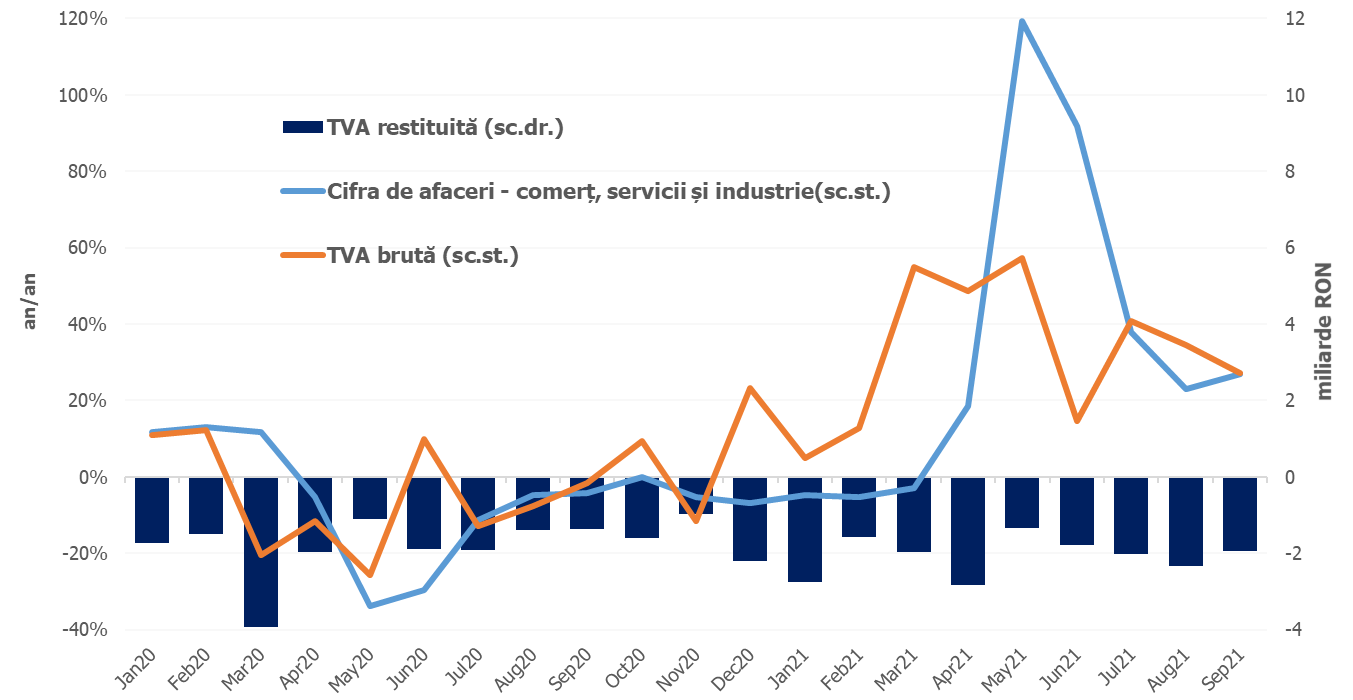 120%
100%
80%
60%
40%
20%
0%
-20%
-40%
an/an
TVA restituită (sc.dr.)
Cifra de afaceri - comerț, servicii și industrie(sc.st.)
TVA brută (sc.st.)
12
10
8
6
4
2
0
-2
-4
miliarde RON
Jan20
Feb20
Mar20
Apr20
May20
Jun20
Jul20
Aug20
Sep20
Oct20
Nov20
Dec20
Jan21
Feb21
Mar21
Apr21
May21
Jun21
Jul21
Aug21
Sep21